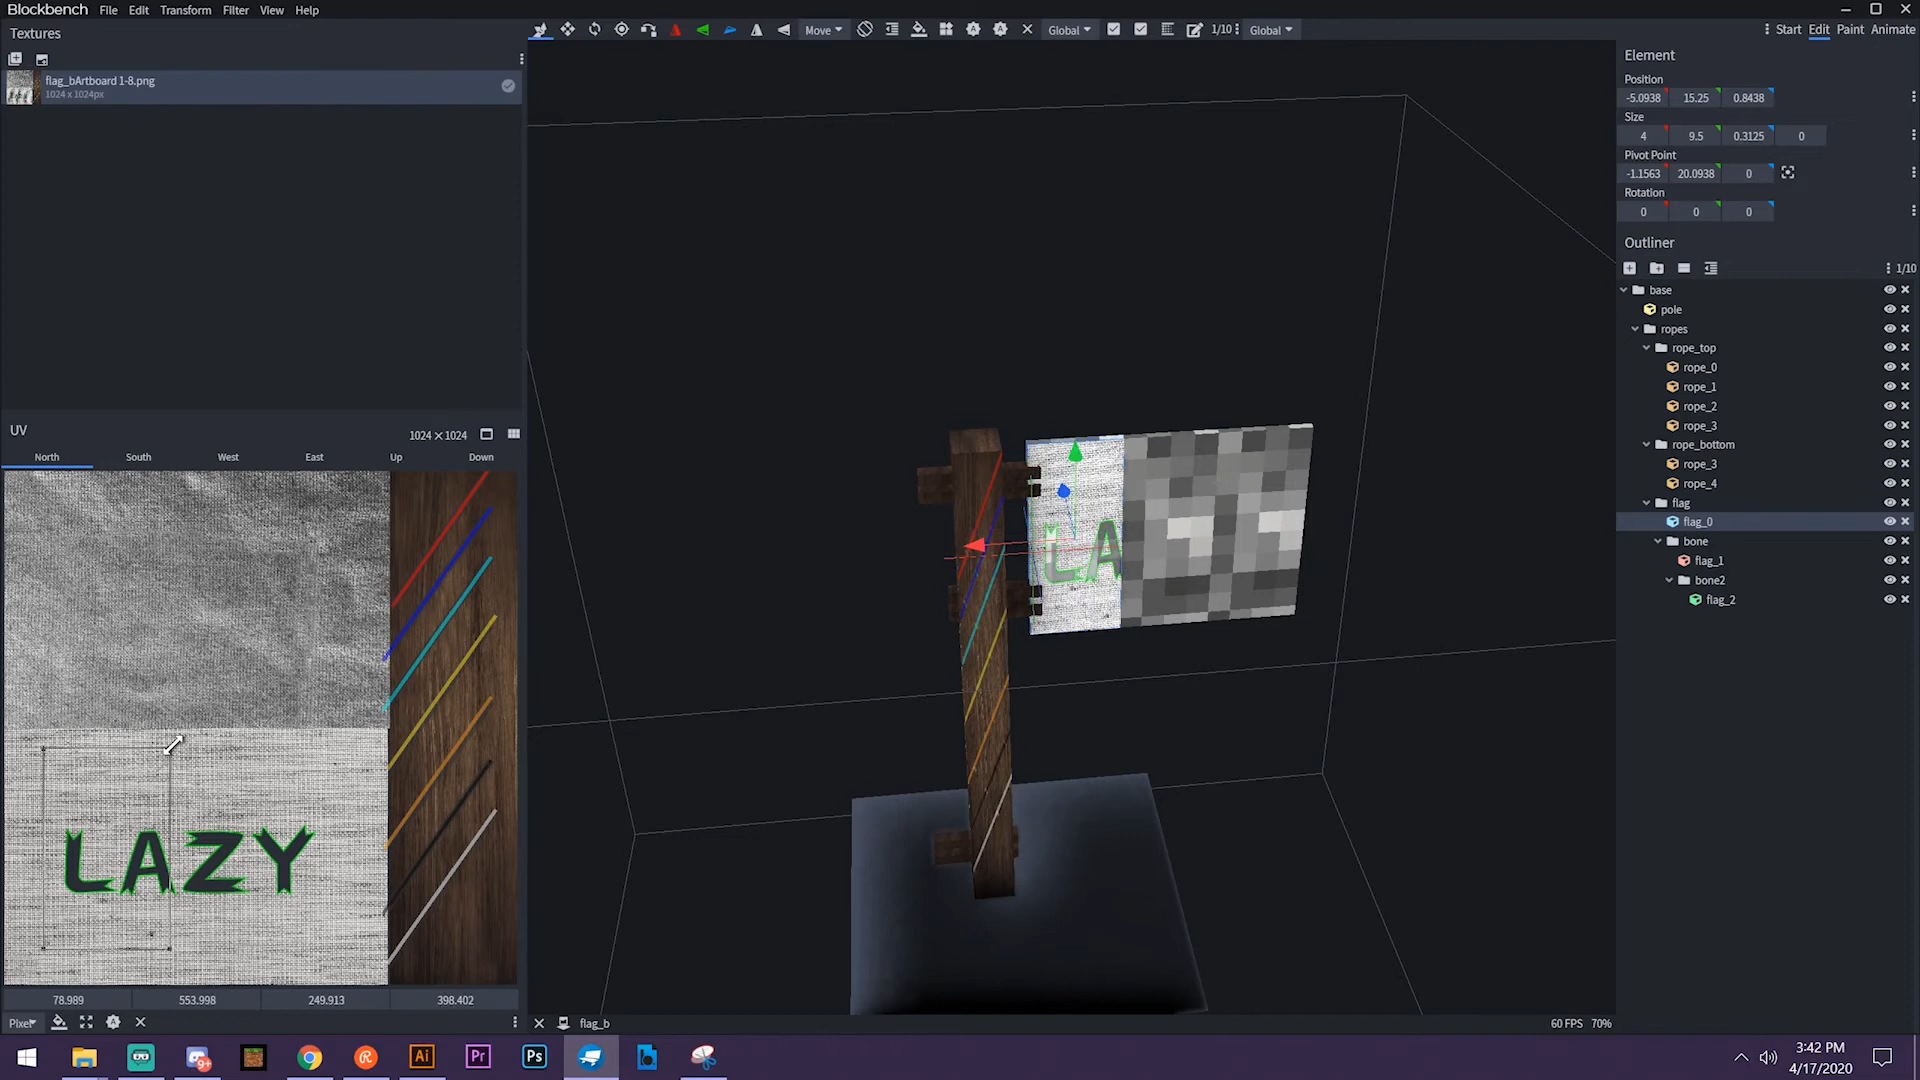 Blockbench File Edit Transform Filter View Help
Textures
Move Global 1/10 Global Start Edit Paint Animate
flag_bArtboard 1-8.png
1024 x 1024px
Element
Position
-5.0938 15.25 0.8438
Size
4 9.5 0.3125 0
Pivot Point
-1.1563 20.0938 0
Rotation
0 0 0
Outliner
1/10
base
pole
ropes
rope_top
rope_0
rope_1
rope_2
rope_3
rope_bottom
rope_3
rope_4
flag
flag_0
bone
flag_1
bone2
flag_2
UV
1024 × 1024
North South West East Up Down
LA
LAZY
78.989 553.998 249.913 398.402
Pixel
flag_b
60 FPS 70%
9+
Ai
Pr
Ps
3:42 PM
4/17/2020